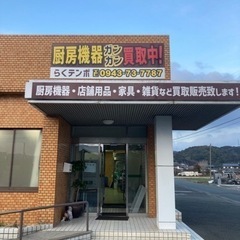 厨房機器ガンガン買取中!
らくテンポ ☎0943-73-7787
厨房機器・店舗用品・家具・雑貨など買取販売致します!